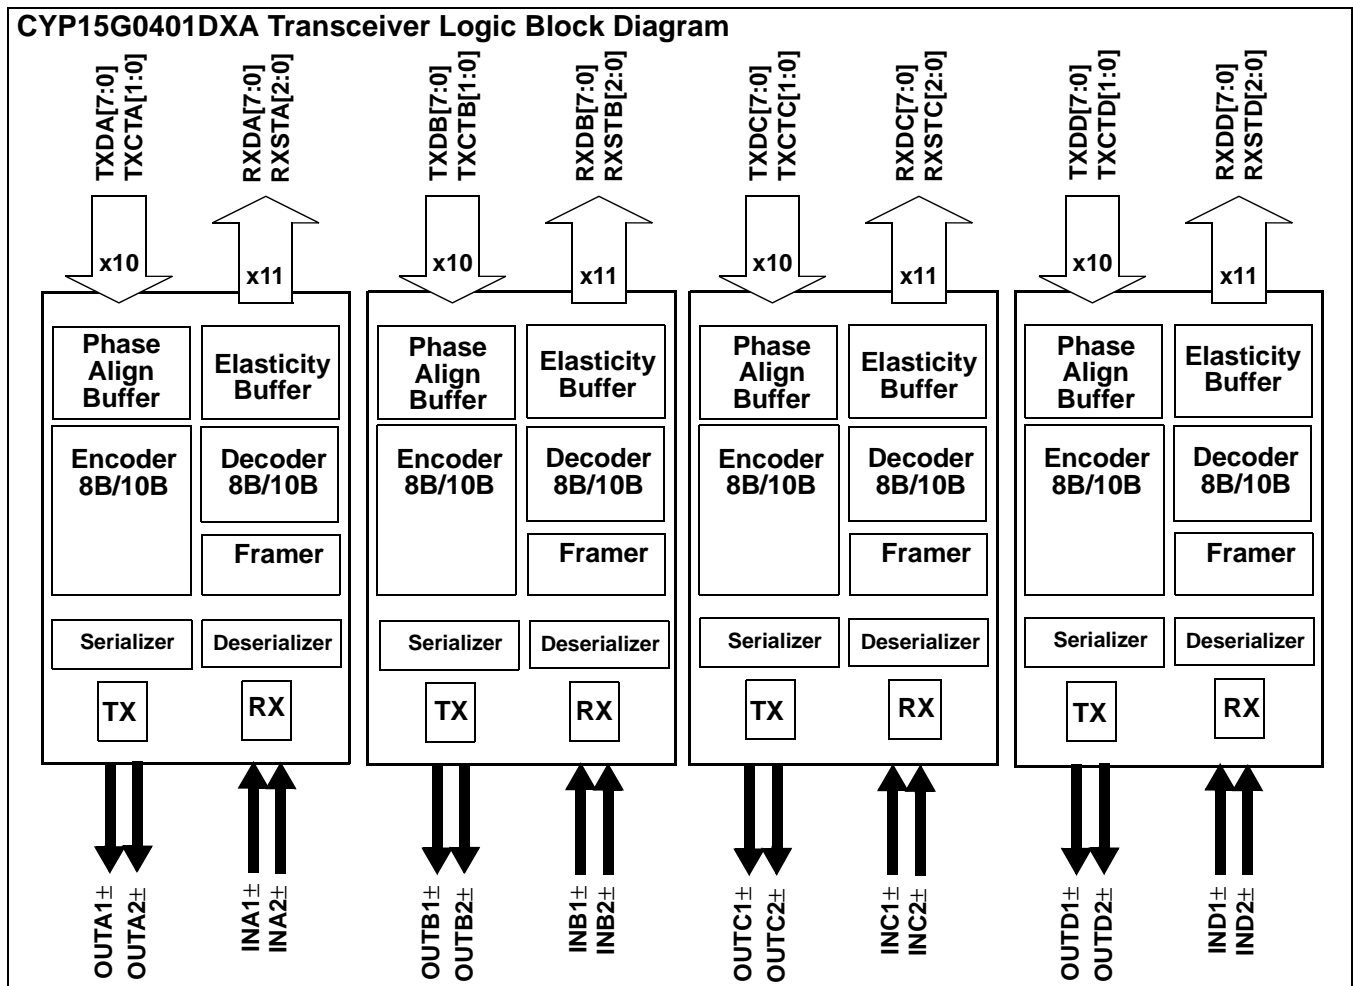 CYP15G0401DXA Transceiver Logic Block Diagram
TXDA[7:0]
TXCTA[1:0]
RXDA[7:0]
RXSTA[2:0]
TXDB[7:0]
TXCTB[1:0]
RXDB[7:0]
RXSTB[2:0]
TXDC[7:0]
TXCTC[1:0]
RXDC[7:0]
RXSTC[2:0]
TXDD[7:0]
TXCTD[1:0]
RXDD[7:0]
RXSTD[2:0]
x10
x11
x10
x11
x10
x11
x10
x11
Phase
Align
Buffer
Elasticity
Buffer
Encoder
8B/10B
Decoder
8B/10B
Framer
Serializer
Deserializer
TX
RX
Phase
Align
Buffer
Elasticity
Buffer
Encoder
8B/10B
Decoder
8B/10B
Framer
Serializer
Deserializer
TX
RX
Phase
Align
Buffer
Elasticity
Buffer
Encoder
8B/10B
Decoder
8B/10B
Framer
Serializer
Deserializer
TX
RX
Phase
Align
Buffer
Elasticity
Buffer
Encoder
8B/10B
Decoder
8B/10B
Framer
Serializer
Deserializer
TX
RX
OUTA1±
OUTA2±
INA1±
INA2±
OUTB1±
OUTB2±
INB1±
INB2±
OUTC1±
OUTC2±
INC1±
INC2±
OUTD1±
OUTD2±
IND1±
IND2±